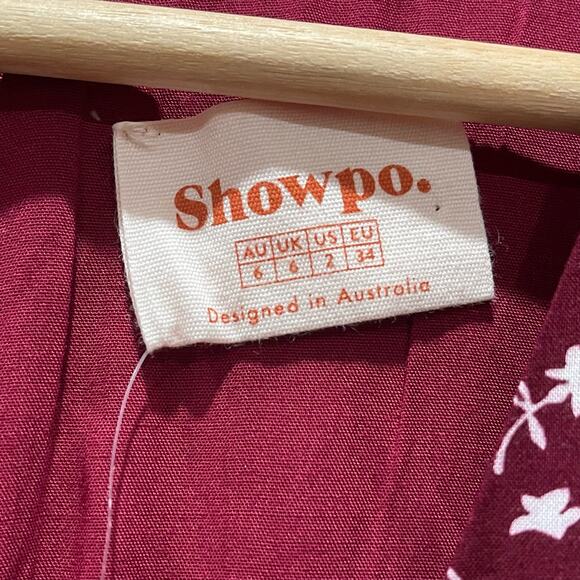 Showpo.
AU UK US EU
6 6 2 34
Designed in Australia